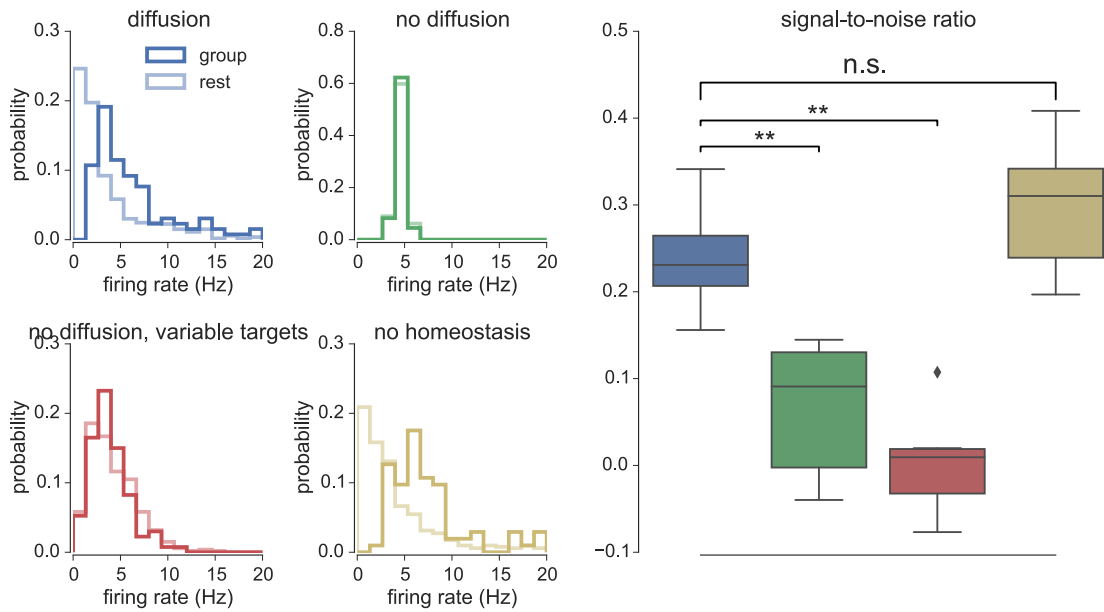 diffusion
0.3
0.2
0.1
0.0
probability
group
rest
0 5 10 15 20
firing rate (Hz)
no diffusion
0.8
0.6
0.4
0.2
0.0
probability
0 5 10 15 20
firing rate (Hz)
no diffusion, variable targets
0.3
0.2
0.1
0.0
probability
0 5 10 15 20
firing rate (Hz)
no homeostasis
0.3
0.2
0.1
0.0
probability
0 5 10 15 20
firing rate (Hz)
signal-to-noise ratio
0.5
0.4
0.3
0.2
0.1
0.0
−0.1
n.s.
**
**